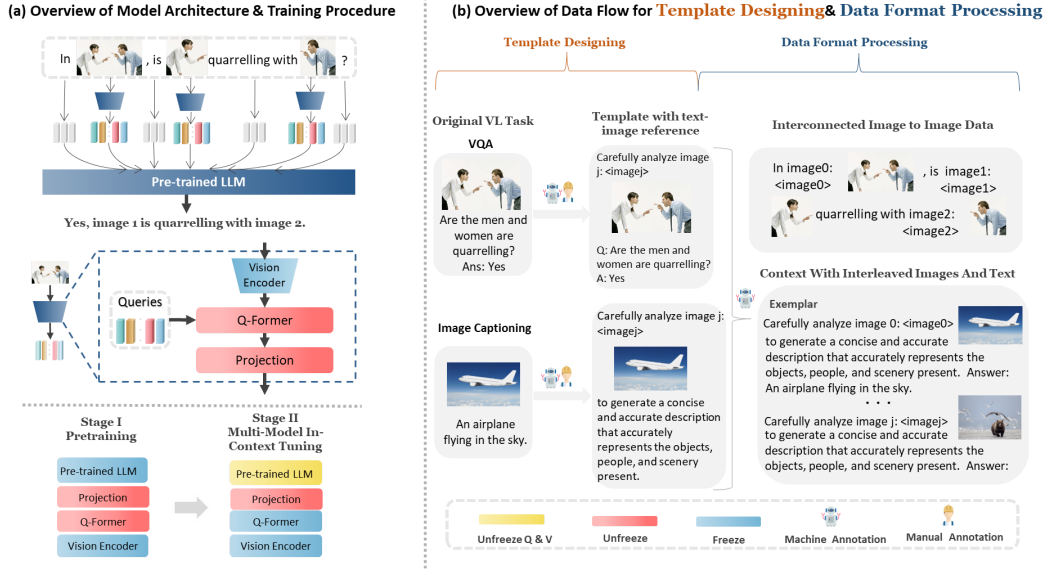 (a) Overview of Model Architecture & Training Procedure
In , is quarrelling with ?
Pre-trained LLM
Yes, image 1 is quarrelling with image 2.
Vision
Encoder
Queries
Q-Former
Projection
Stage I
Pretraining
Pre-trained LLM
Projection
Q-Former
Vision Encoder
Stage II
Multi-Model In-
Context Tuning
Pre-trained LLM
Projection
Q-Former
Vision Encoder
(b) Overview of Data Flow for Template Designing& Data Format Processing
Template Designing
Data Format Processing
Original VL Task
VQA
Are the men and
women are
quarrelling?
Ans: Yes
Image Captioning
An airplane
flying in the sky.
Template with text-
image reference
Carefully analyze image
j: <imagej>
Q: Are the men and
women are quarrelling?
A: Yes
Carefully analyze image j:
<imagej>
to generate a concise
and accurate description
that accurately
represents the objects,
people, and scenery
present.
Interconnected Image to Image Data
In image0:
<image0>
, is image1:
<image1>
quarrelling with image2:
<image2>
Context With Interleaved Images And Text
Exemplar
Carefully analyze image 0: <image0>
to generate a concise and accurate
description that accurately represents the
objects, people, and scenery present. Answer:
An airplane flying in the sky.
• • •
Carefully analyze image j: <imagej>
to generate a concise and accurate
description that accurately represents the
objects, people, and scenery present. Answer:
Unfreeze Q & V
Unfreeze
Freeze
Machine Annotation
Manual Annotation